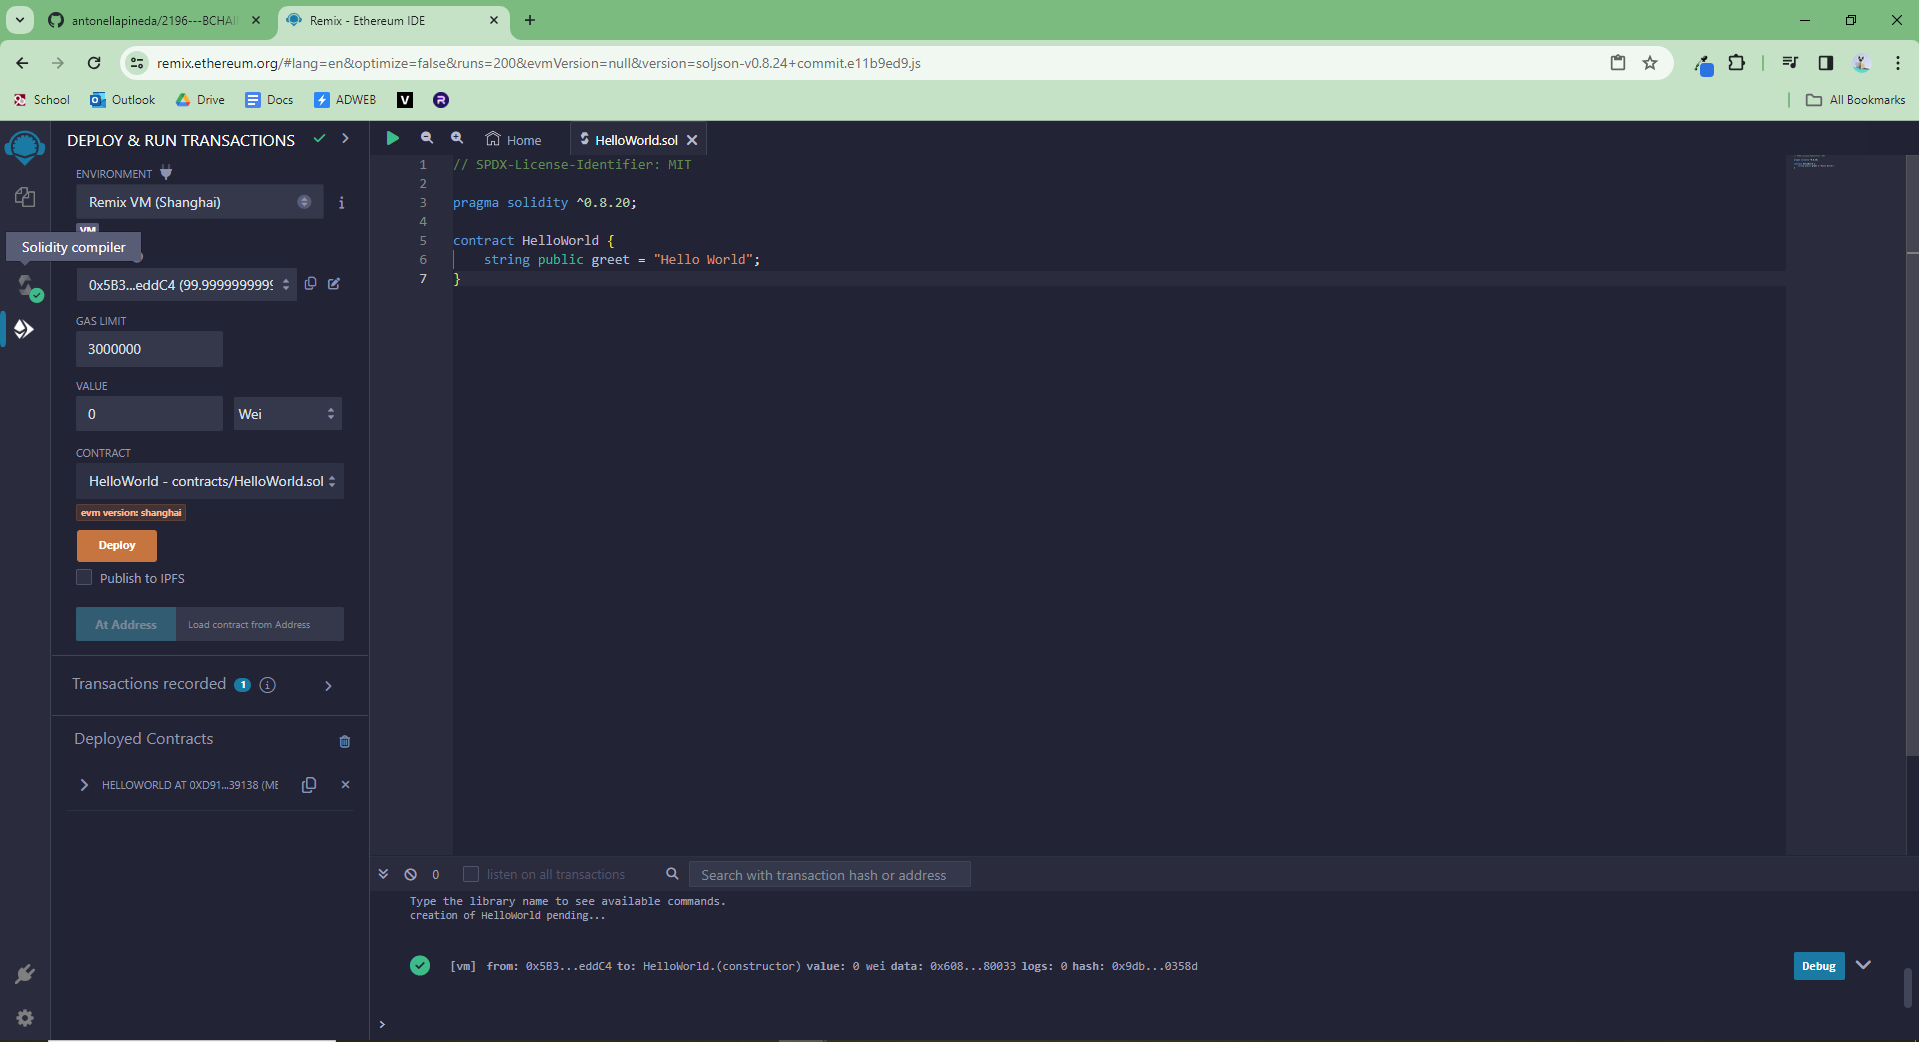 antonellapineda/2196---BCHAI
Remix - Ethereum IDE
remix.ethereum.org/#lang=en&optimize=false&runs=200&evmVersion=null&version=soljson-v0.8.24+commit.e11b9ed9.js
School
Outlook
Drive
Docs
ADWEB
V
R
All Bookmarks
DEPLOY & RUN TRANSACTIONS
ENVIRONMENT
Remix VM (Shanghai)
VM
Solidity compiler
0x5B3...eddC4 (99.9999999999
GAS LIMIT
3000000
VALUE
0
Wei
CONTRACT
HelloWorld - contracts/HelloWorld.sol
evm version: shanghai
Deploy
Publish to IPFS
At Address
Load contract from Address
Transactions recorded 1
Deployed Contracts
HELLOWORLD AT 0XD91...39138 (ME
Home
HelloWorld.sol
1 // SPDX-License-Identifier: MIT
2
3 pragma solidity ^0.8.20;
4
5 contract HelloWorld {
6 string public greet = "Hello World";
7 }
0
listen on all transactions
Search with transaction hash or address
Type the library name to see available commands.
creation of HelloWorld pending...
[vm] from: 0x5B3...eddC4 to: HelloWorld.(constructor) value: 0 wei data: 0x608...80033 logs: 0 hash: 0x9db...0358d
Debug
>